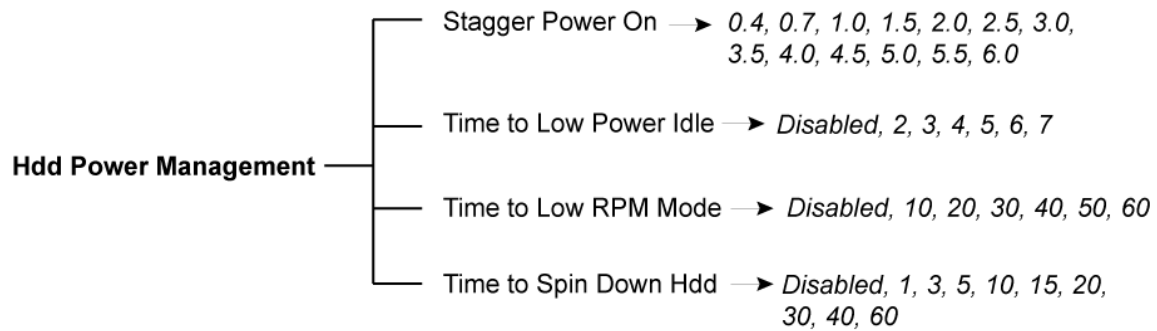 Stagger Power On
0.4, 0.7, 1.0, 1.5, 2.0, 2.5, 3.0,
3.5, 4.0, 4.5, 5.0, 5.5, 6.0
Time to Low Power Idle
Disabled, 2, 3, 4, 5, 6, 7
Hdd Power Management
Time to Low RPM Mode
Disabled, 10, 20, 30, 40, 50, 60
Time to Spin Down Hdd
Disabled, 1, 3, 5, 10, 15, 20,
30, 40, 60